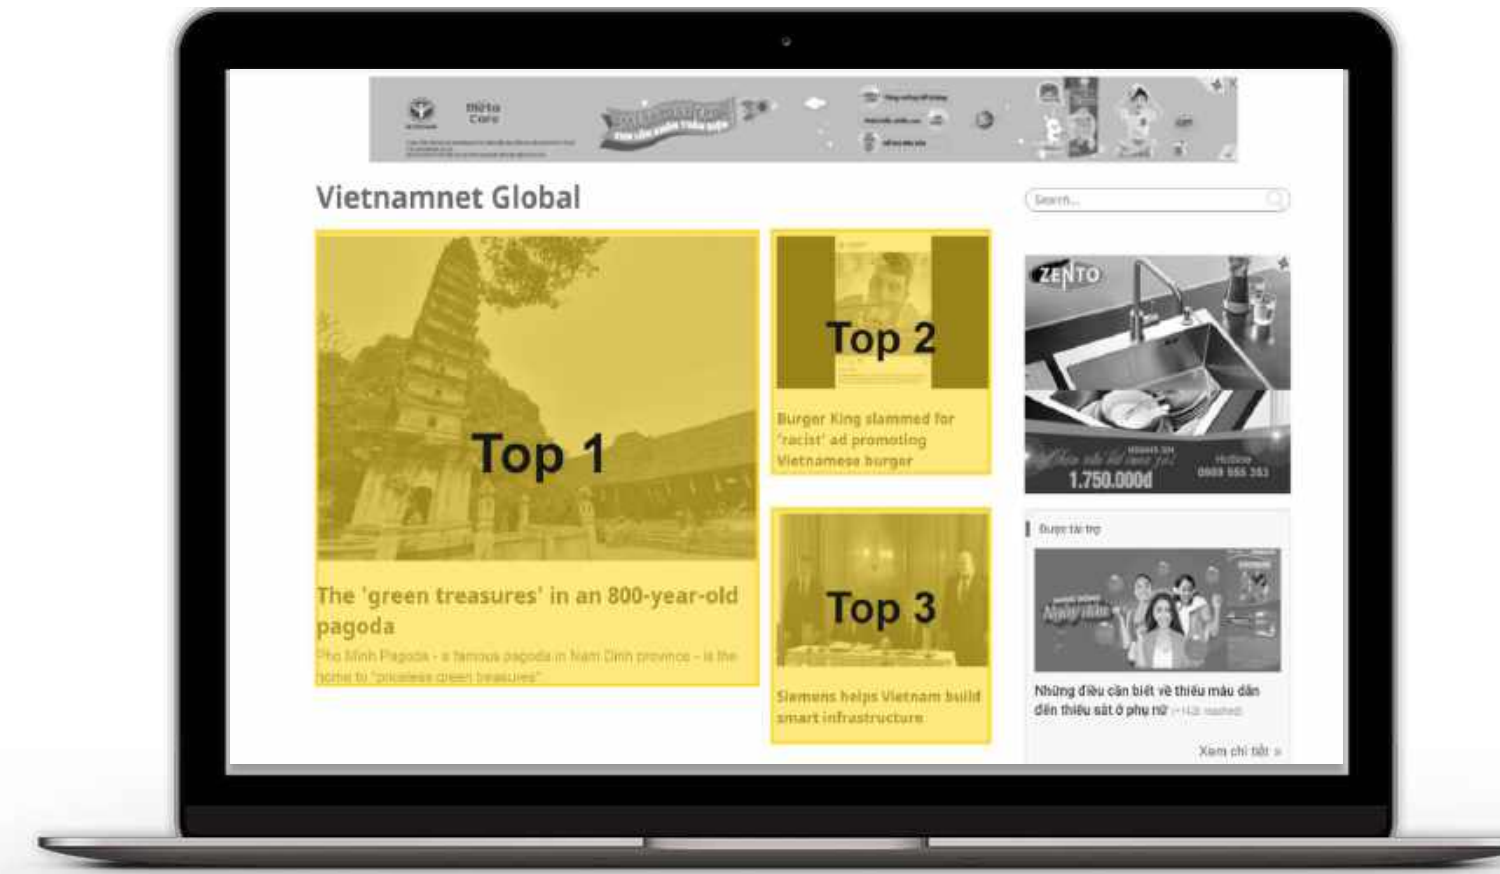 Vietnamnet Global
Search...
Top 1
The 'green treasures' in an 800-year-old
pagoda
Pho Minh Pagoda - a famous pagoda in Nam Dinh province - is the
home to "priceless green treasures".
Top 2
Burger King slammed for
'racist' ad promoting
Vietnamese burger
Top 3
Siemens helps Vietnam build
smart infrastructure
ZENTO
1.750.000đ
Hotline
0909 555 353
Được tài trợ
Những điều cần biết về thiếu máu dẫn
đến thiếu sắt ở phụ nữ
Xem chi tiết »